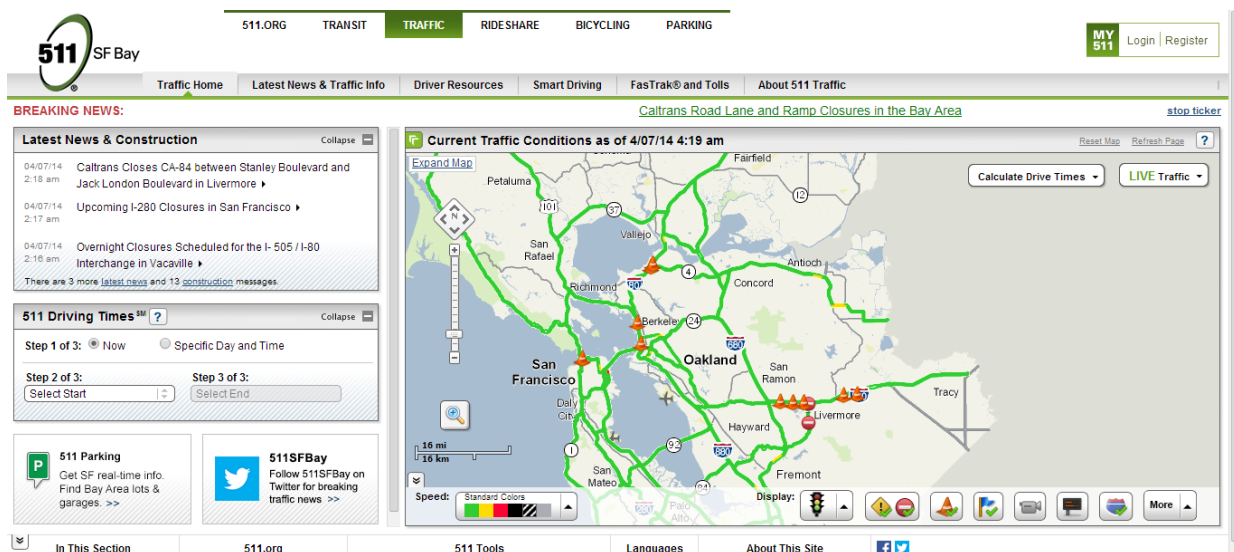 511.ORG TRANSIT TRAFFIC RIDESHARE BICYCLING PARKING
511 SF Bay
MY 511 Login Register
Traffic Home Latest News & Traffic Info Driver Resources Smart Driving FasTrak® and Tolls About 511 Traffic
BREAKING NEWS: Caltrans Road Lane and Ramp Closures in the Bay Area stop ticker
Latest News & Construction Collapse
04/07/14 Caltrans Closes CA-84 between Stanley Boulevard and
2:18 am Jack London Boulevard in Livermore
04/07/14 Upcoming I-280 Closures in San Francisco
2:17 am
04/07/14 Overnight Closures Scheduled for the I- 505 / I-80
2:16 am Interchange in Vacaville
There are 3 more latest news and 13 construction messages.
511 Driving Times SM ? Collapse
Step 1 of 3: Now Specific Day and Time
Step 2 of 3: Step 3 of 3:
Select Start Select End
P 511 Parking
Get SF real-time info.
Find Bay Area lots &
garages. >>
511SFBay
Follow 511SFBay on
Twitter for breaking
traffic news >>
Current Traffic Conditions as of 4/07/14 4:19 am Reset Map Refresh Page ?
Expand Map
Calculate Drive Times LIVE Traffic
Fairfield
Petaluma
12
101
37
N
Vallejo
San
Rafael
Antioch
4
Richmond
80
Concord
Berkeley
24
880
Oakland
San
Francisco
San
Ramon
Tracy
Daly
City
Livermore
Hayward
16 mi
16 km
1
92
880
San
Mateo
Fremont
84
280
Palo
Alto
Speed: Standard Colors Display: More
In This Section 511.org 511 Tools Languages About This Site f